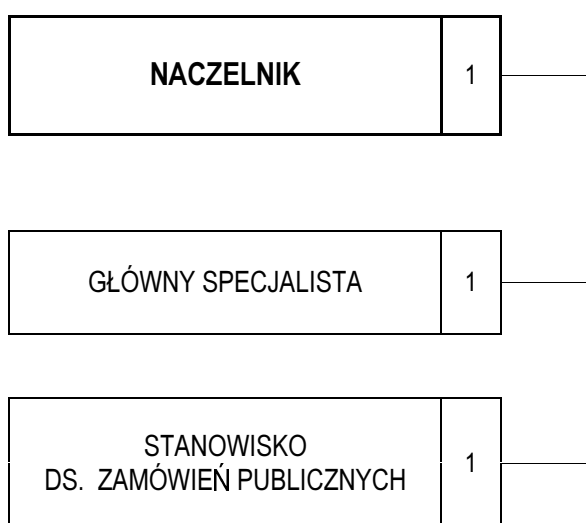 NACZELNIK 1
GŁÓWNY SPECJALISTA 1
STANOWISKO
DS. ZAMÓWIEŃ PUBLICZNYCH 1